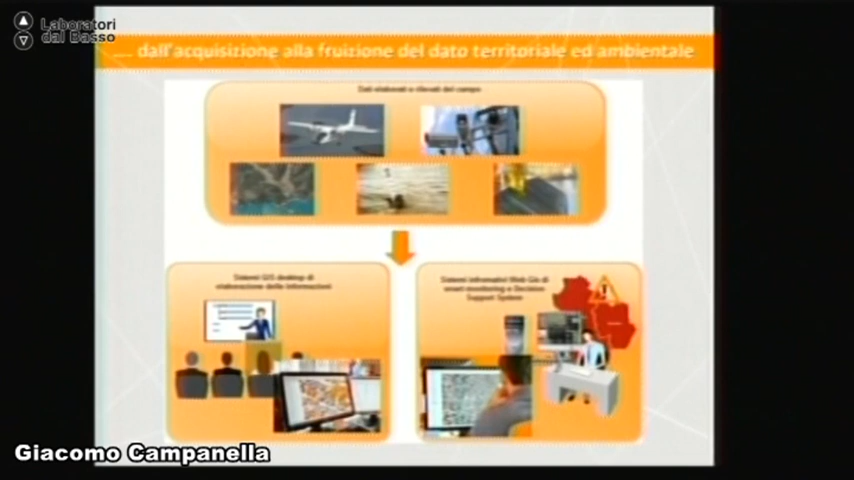 Laboratori
dal Basso
... dall'acquisizione alla fruizione del dato territoriale ed ambientale
Dati elaborati o rilevati dal campo
Sistemi GIS desktop di
elaborazione delle informazioni
Sistemi informativi Web Gis di
smart monitoring e Decision
Support System
Giacomo Campanella